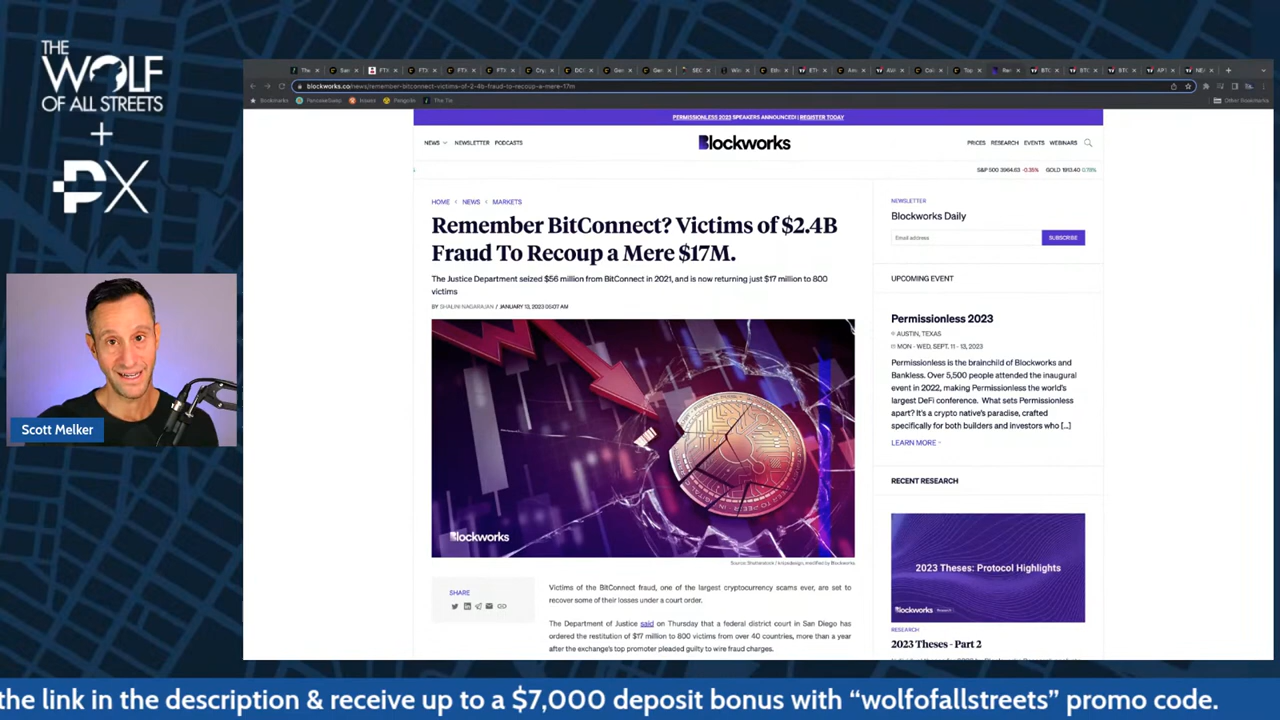 THE
WOLF
OF ALL STREETS
+
PX
Scott Melker
blockworks.co/news/remember-bitconnect-victims-of-2-4b-fraud-to-recoup-a-mere-17m
Bookmarks
PancakeSwap
The Tie
Other Bookmarks
PERMISSIONLESS 2023 SPEAKERS ANNOUNCED! | REGISTER TODAY
NEWS NEWSLETTER PODCASTS
Blockworks
PRICES RESEARCH EVENTS WEBINARS
S&P 500 3964.63 -0.35% GOLD 1913.40 0.78%
HOME < NEWS < MARKETS
Remember BitConnect? Victims of $2.4B
Fraud To Recoup a Mere $17M.
The Justice Department seized $56 million from BitConnect in 2021, and is now returning just $17 million to 800
victims
BY SHALINI NAGARAJAN / JANUARY 13, 2023 05:07 AM
Blockworks
Source: Shutterstock / kniyadesign, modified by Blockworks
SHARE
Victims of the BitConnect fraud, one of the largest cryptocurrency scams ever, are set to
recover some of their losses under a court order.
The Department of Justice said on Thursday that a federal district court in San Diego has
ordered the restitution of $17 million to 800 victims from over 40 countries, more than a year
after the exchange's top promoter pleaded guilty to wire fraud charges.
NEWSLETTER
Blockworks Daily
Email address
SUBSCRIBE
UPCOMING EVENT
Permissionless 2023
AUSTIN, TEXAS
MON - WED, SEPT. 11 - 13, 2023
Permissionless is the brainchild of Blockworks and
Bankless. Over 5,500 people attended the inaugural
event in 2022, making Permissionless the world's
largest DeFi conference. What sets Permissionless
apart? It's a crypto native's paradise, crafted
specifically for both builders and investors who [...]
LEARN MORE
RECENT RESEARCH
2023 Theses: Protocol Highlights
Blockworks Research
RESEARCH
2023 Theses - Part 2
the link in the description & receive up to a $7,000 deposit bonus with “wolfofallstreets” promo code.